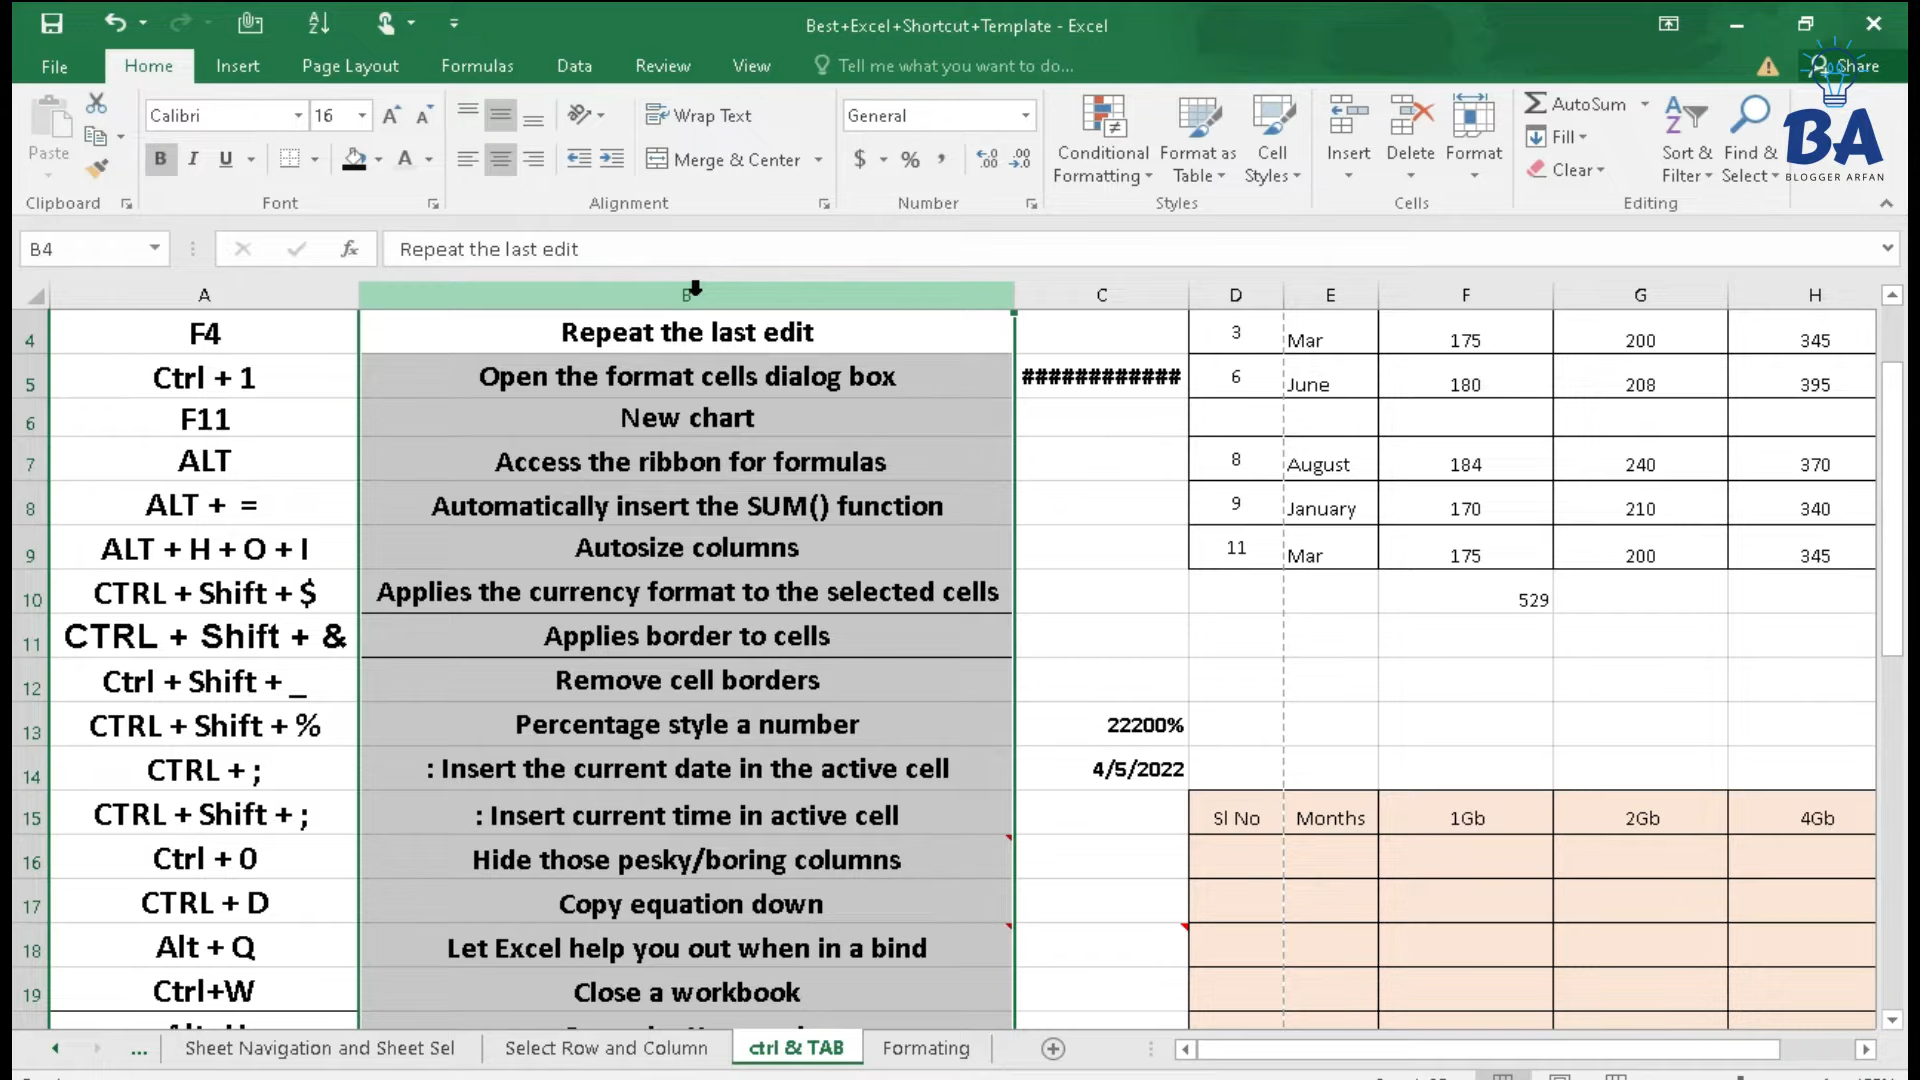 Best+Excel+Shortcut+Template - Excel
File Home Insert Page Layout Formulas Data Review View Tell me what you want to do... Share
BA
BLOGGER ARFAN
Paste
Clipboard
Calibri 16
B I U A
Font
Wrap Text
Merge & Center
Alignment
General
$ % ,
Number
Conditional Formatting
Format as Table
Cell Styles
Styles
Insert Delete Format
Cells
AutoSum
Fill
Clear
Sort & Filter
Find & Select
Editing
B4 fx Repeat the last edit
A B C D E F G H
4 F4 Repeat the last edit 3 Mar 175 200 345
5 Ctrl + 1 Open the format cells dialog box ############ 6 June 180 208 395
6 F11 New chart
7 ALT Access the ribbon for formulas 8 August 184 240 370
8 ALT + = Automatically insert the SUM() function 9 January 170 210 340
9 ALT + H + O + I Autosize columns 11 Mar 175 200 345
10 CTRL + Shift + $ Applies the currency format to the selected cells 529
11 CTRL + Shift + & Applies border to cells
12 Ctrl + Shift + _ Remove cell borders
13 CTRL + Shift + % Percentage style a number 22200%
14 CTRL + ; : Insert the current date in the active cell 4/5/2022
15 CTRL + Shift + ; : Insert current time in active cell Sl No Months 1Gb 2Gb 4Gb
16 Ctrl + 0 Hide those pesky/boring columns
17 CTRL + D Copy equation down
18 Alt + Q Let Excel help you out when in a bind
19 Ctrl+W Close a workbook
... Sheet Navigation and Sheet Sel Select Row and Column ctrl & TAB Formating